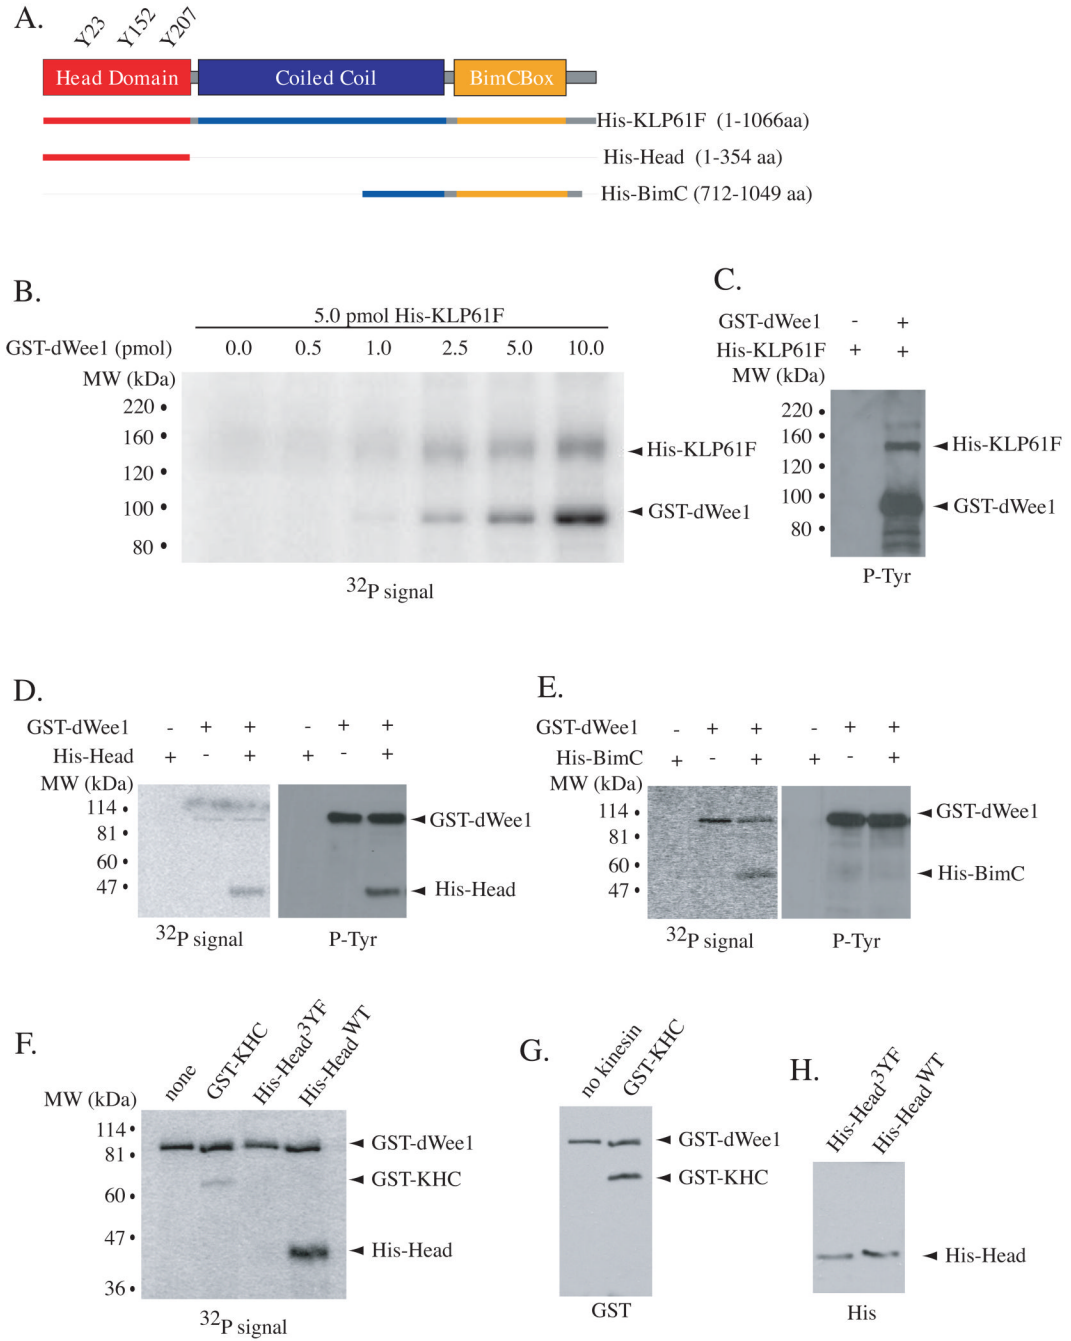 A.
Y23 Y152 Y207
Head Domain Coiled Coil BimCBox
His-KLP61F (1-1066aa)
His-Head (1-354 aa)
His-BimC (712-1049 aa)
B.
5.0 pmol His-KLP61F
GST-dWee1 (pmol) 0.0 0.5 1.0 2.5 5.0 10.0
MW (kDa)
220
160
His-KLP61F
120
100
GST-dWee1
80
32P signal
C.
GST-dWee1 - +
His-KLP61F + +
MW (kDa)
220
160
His-KLP61F
120
100
GST-dWee1
80
P-Tyr
D.
GST-dWee1 - + + - + +
His-Head + - + + - +
MW (kDa)
114
GST-dWee1
81
60
47
His-Head
32P signal P-Tyr
E.
GST-dWee1 - + + - + +
His-BimC + - + + - +
MW (kDa)
114
GST-dWee1
81
60
His-BimC
47
32P signal P-Tyr
F.
none GST-KHC His-Head3YF His-HeadWT
MW (kDa)
114
GST-dWee1
81
GST-KHC
60
47
His-Head
36
32P signal
G.
no kinesin GST-KHC
GST-dWee1
GST-KHC
GST
H.
His-Head3YF His-HeadWT
His-Head
His